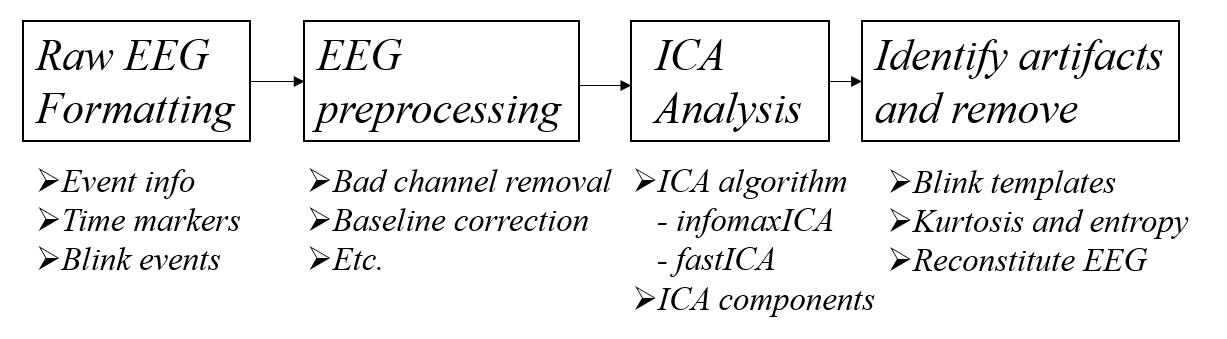 Raw EEG
Formatting
➢Event info
➢Time markers
➢Blink events
EEG
preprocessing
➢Bad channel removal
➢Baseline correction
➢Etc.
ICA
Analysis
➢ICA algorithm
- infomaxICA
- fastICA
➢ICA components
Identify artifacts
and remove
➢Blink templates
➢Kurtosis and entropy
➢Reconstitute EEG